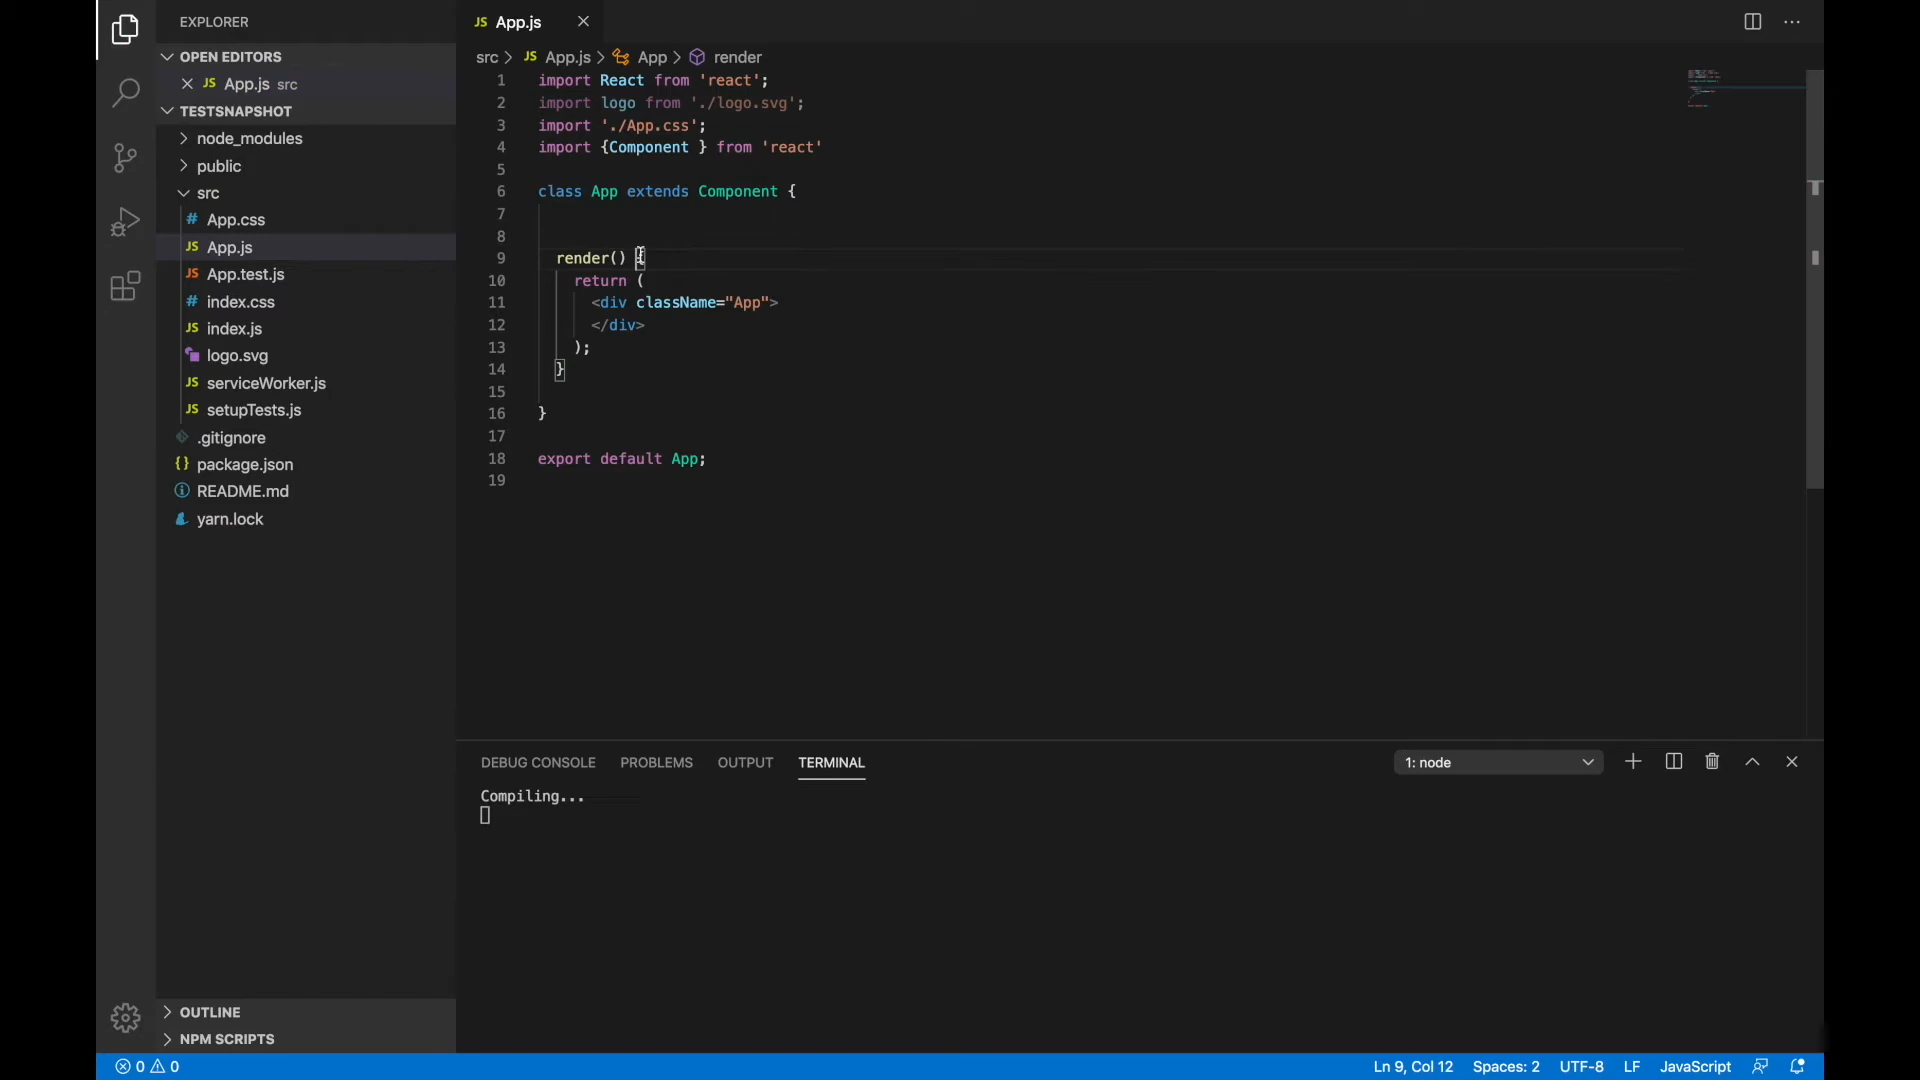 EXPLORER
OPEN EDITORS
JS App.js src
TESTSNAPSHOT
node_modules
public
src
# App.css
JS App.js
JS App.test.js
# index.css
JS index.js
logo.svg
JS serviceWorker.js
JS setupTests.js
.gitignore
{} package.json
README.md
yarn.lock
OUTLINE
NPM SCRIPTS
JS App.js
src > JS App.js > App > render
1 import React from 'react';
2 import logo from './logo.svg';
3 import './App.css';
4 import {Component } from 'react'
5
6 class App extends Component {
7
8
9 render() {
10 return (
11 <div className="App">
12 </div>
13 );
14 }
15
16 }
17
18 export default App;
19
DEBUG CONSOLE PROBLEMS OUTPUT TERMINAL 1: node
Compiling...
0 0 Ln 9, Col 12 Spaces: 2 UTF-8 LF JavaScript